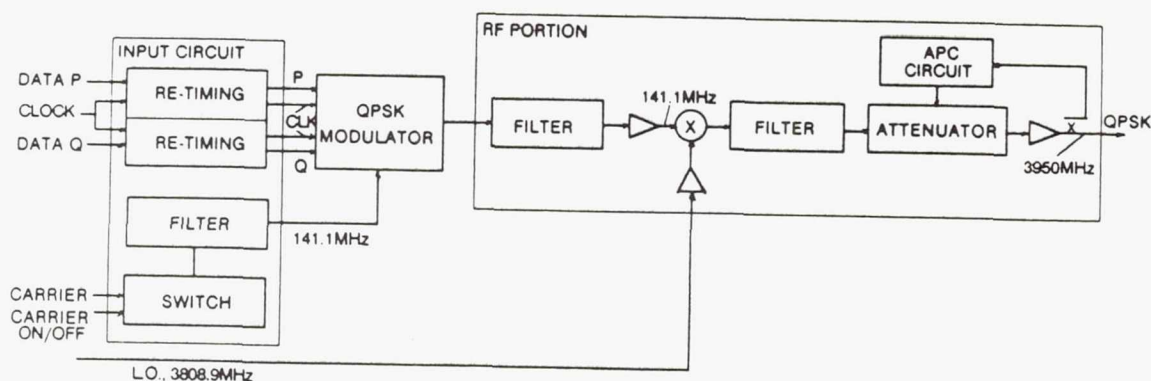 INPUT CIRCUIT
DATA P
CLOCK
DATA Q
RE-TIMING
RE-TIMING
P
CLK
Q
QPSK
MODULATOR
FILTER
141.1MHz
SWITCH
CARRIER
CARRIER
ON/OFF
L.O., 3808.9MHz
RF PORTION
FILTER
141.1MHz
X
FILTER
APC
CIRCUIT
ATTENUATOR
X
QPSK
3950MHz